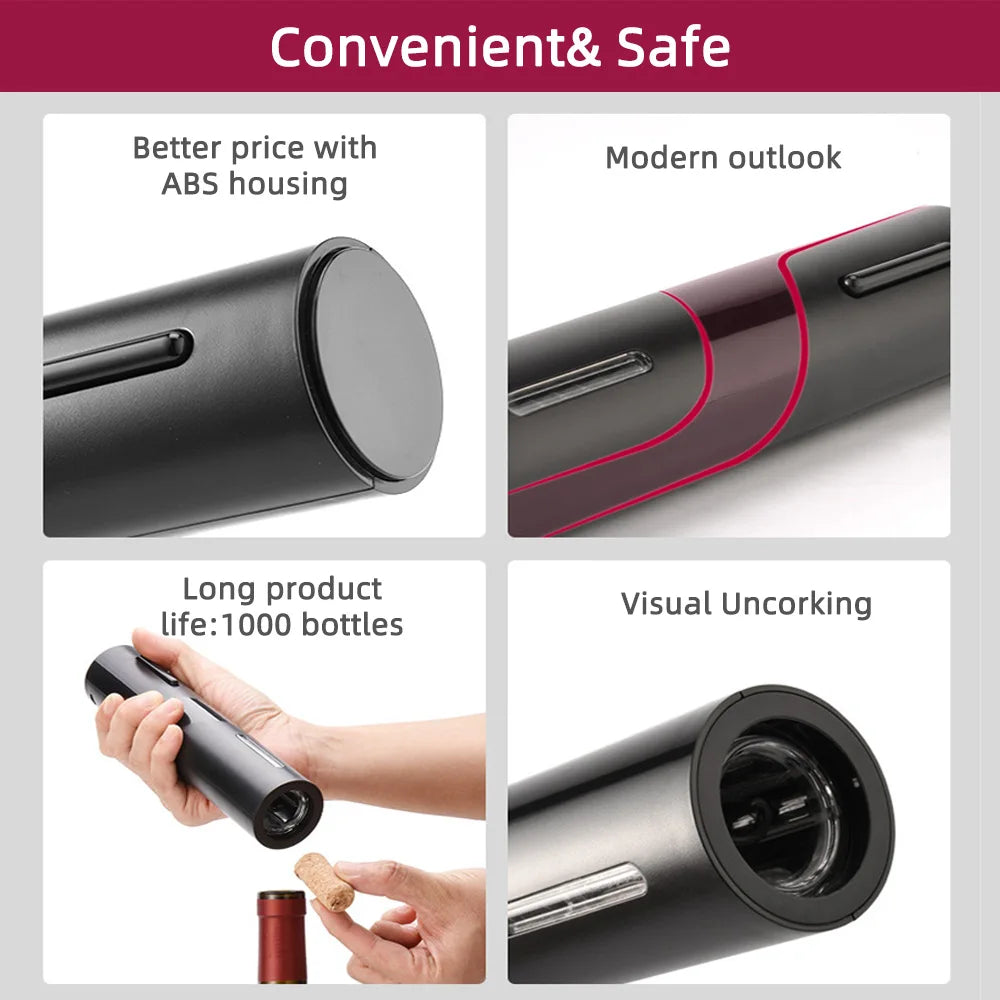 Convenient& Safe
Better price with
ABS housing
Modern outlook
Long product
life:1000 bottles
Visual Uncorking